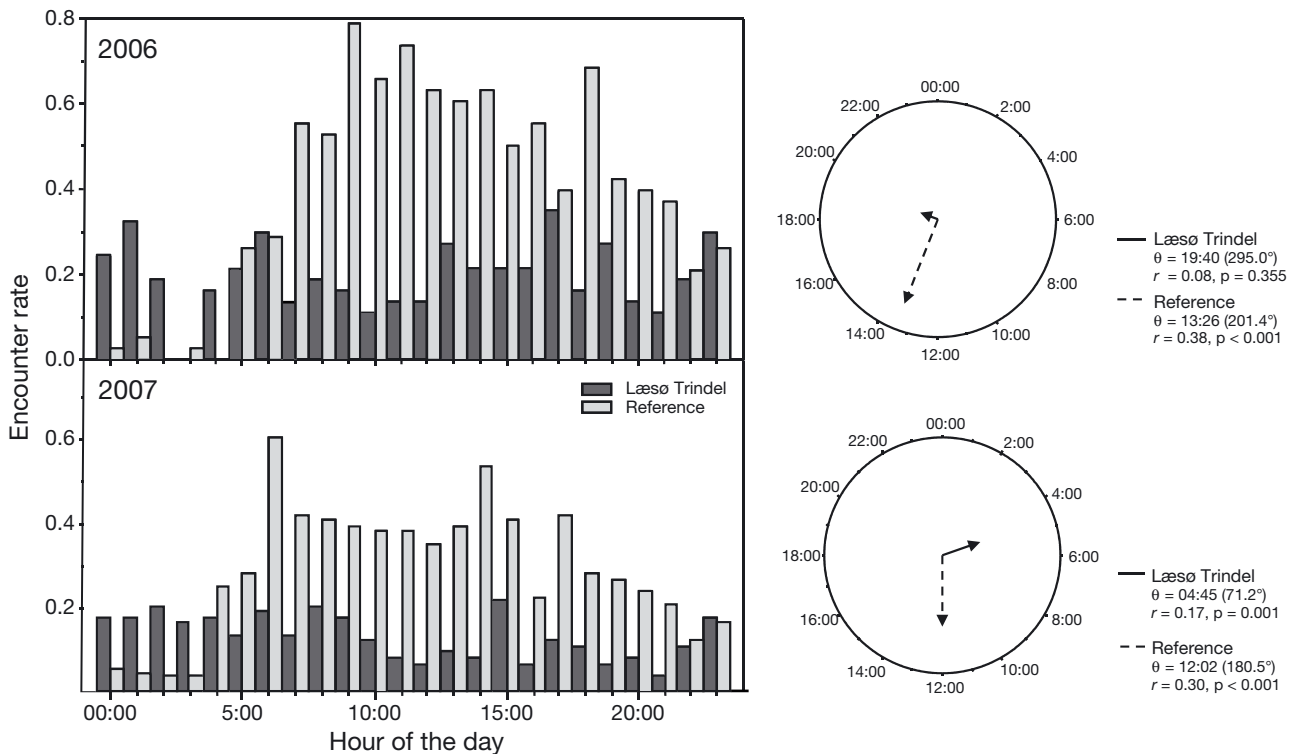 2006
Encounter rate
0.8
0.6
0.4
0.2
0.0
2007
Læsø Trindel
Reference
0.6
0.4
0.2
00:00
5:00
10:00
15:00
20:00
Hour of the day
00:00
2:00
4:00
6:00
8:00
10:00
12:00
14:00
16:00
18:00
20:00
22:00
Læsø Trindel
θ = 19:40 (295.0°)
r = 0.08, p = 0.355
Reference
θ = 13:26 (201.4°)
r = 0.38, p < 0.001
00:00
2:00
4:00
6:00
8:00
10:00
12:00
14:00
16:00
18:00
20:00
22:00
Læsø Trindel
θ = 04:45 (71.2°)
r = 0.17, p = 0.001
Reference
θ = 12:02 (180.5°)
r = 0.30, p < 0.001